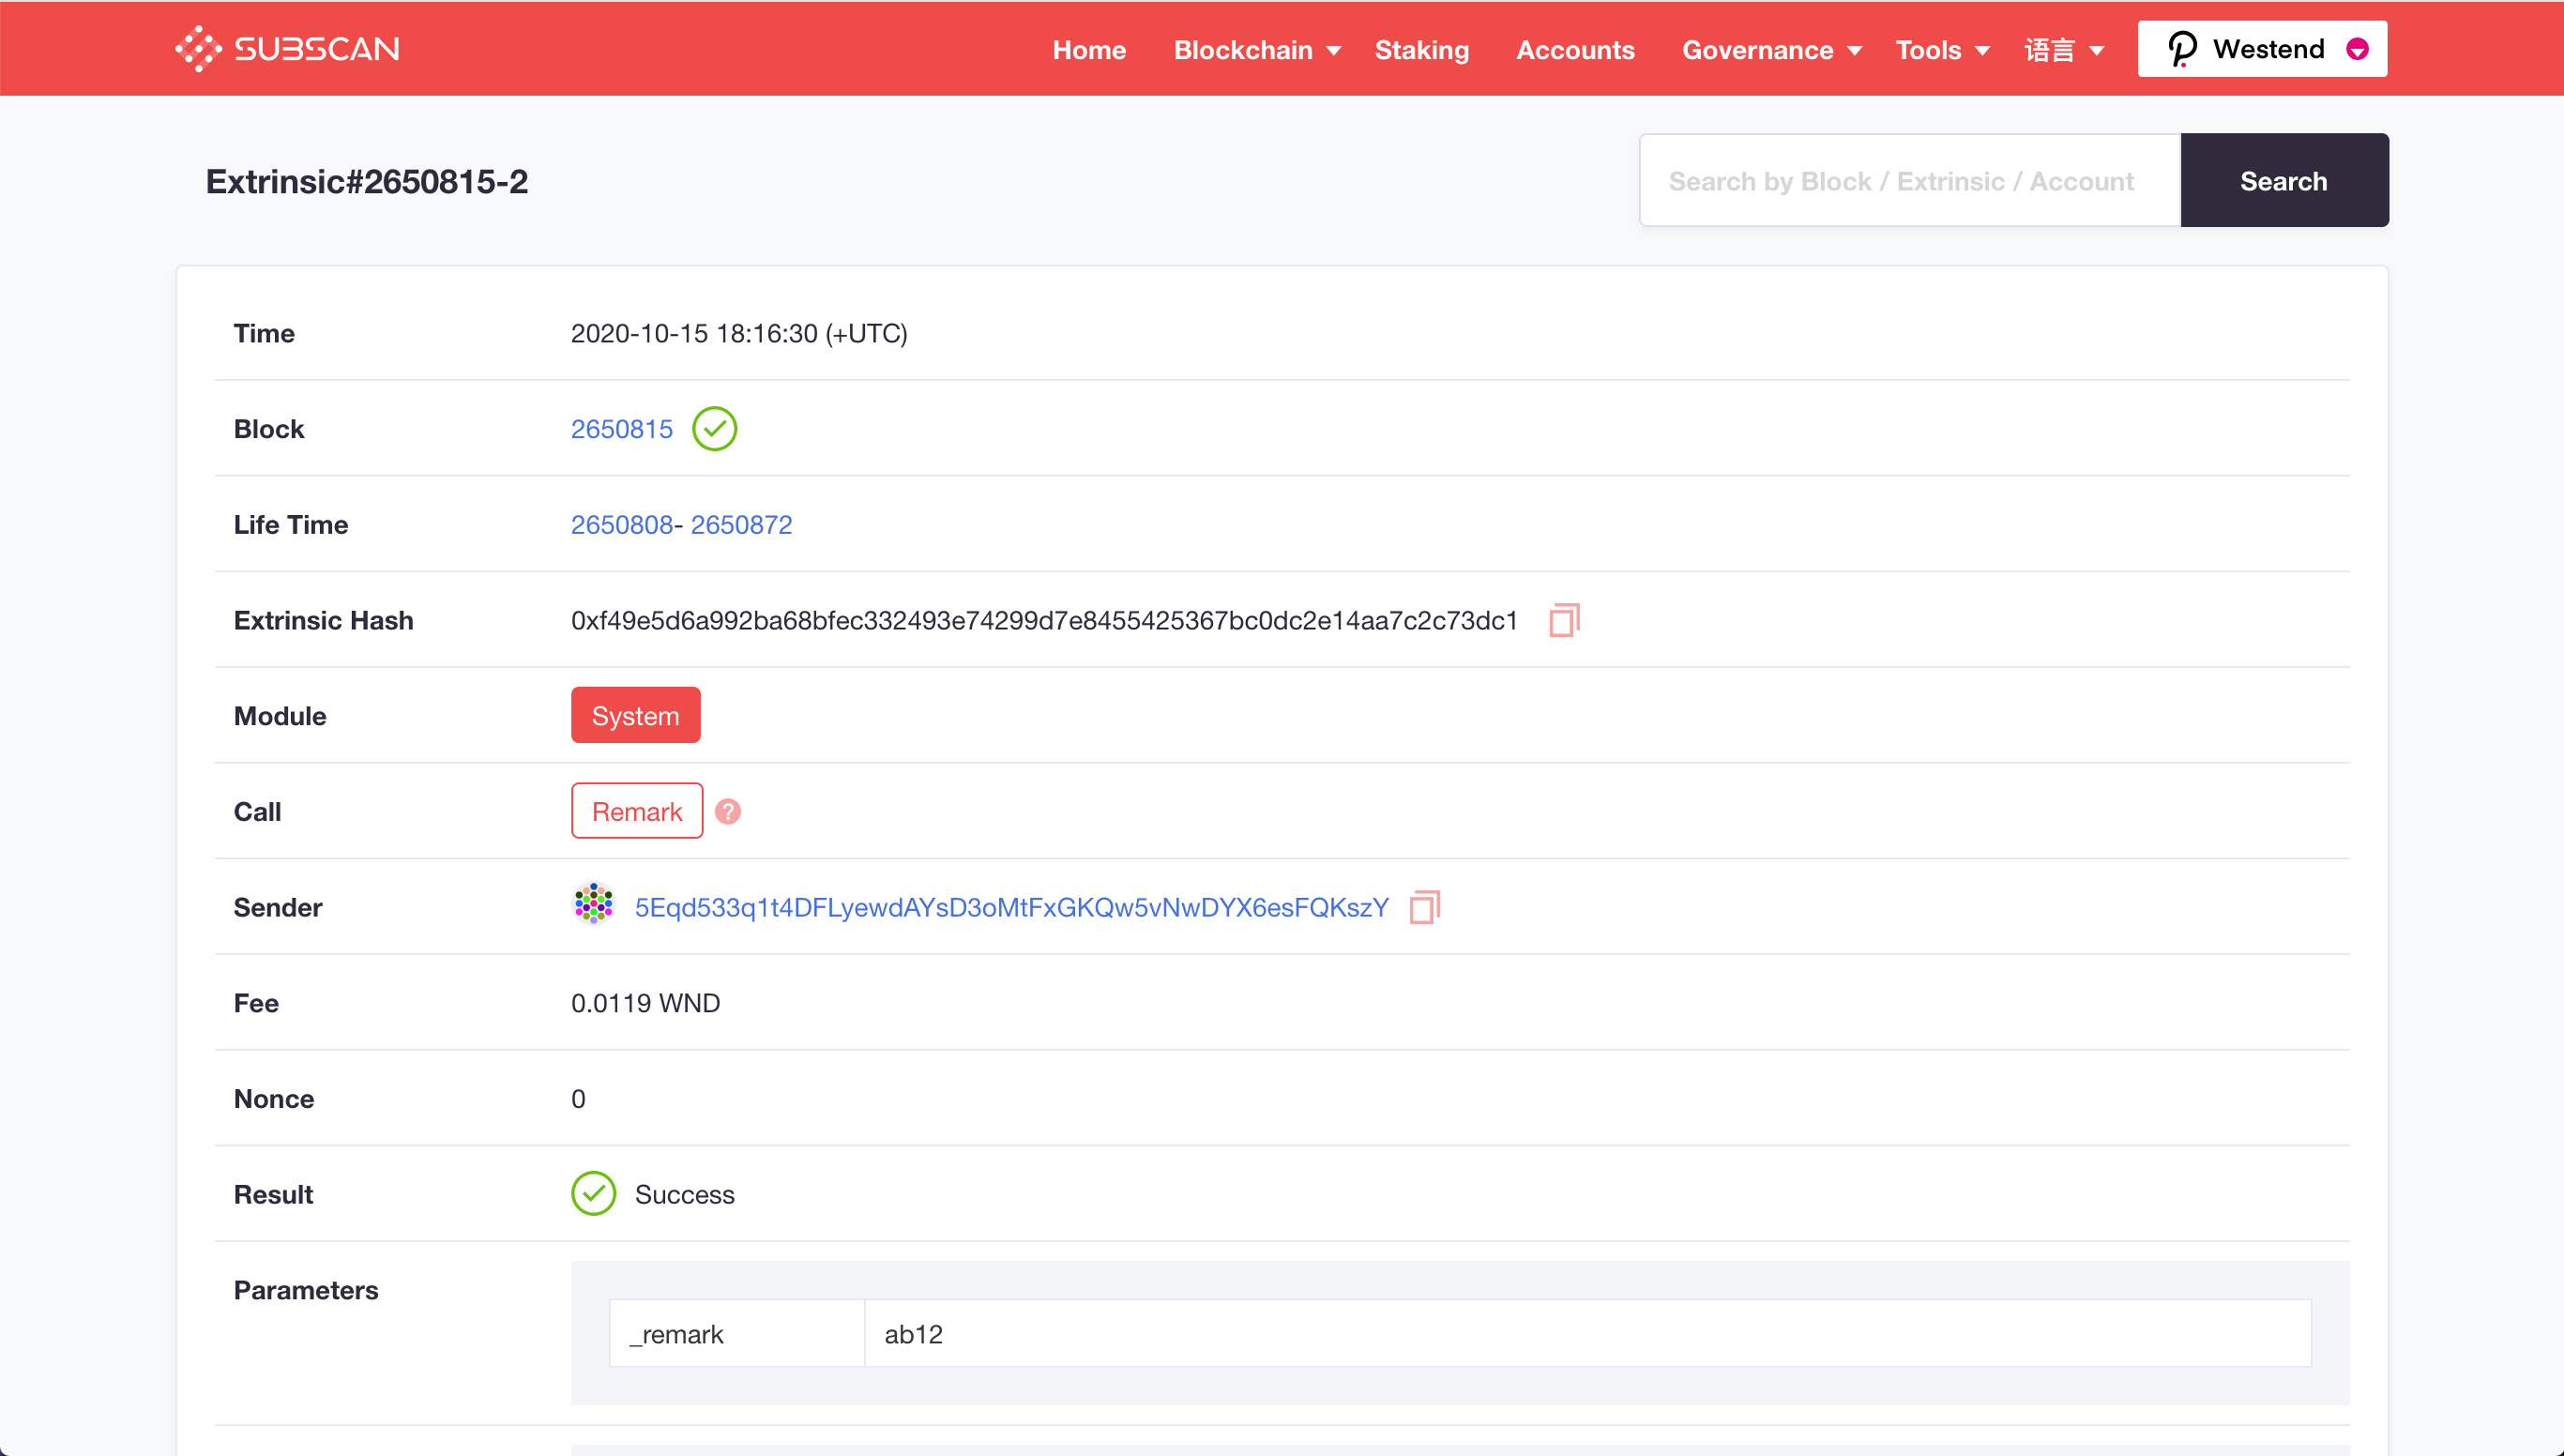 SUBSCAN Home Blockchain Staking Accounts Governance Tools 语言 Westend
Extrinsic#2650815-2 Search by Block / Extrinsic / Account Search
Time 2020-10-15 18:16:30 (+UTC)
Block 2650815
Life Time 2650808- 2650872
Extrinsic Hash 0xf49e5d6a992ba68bfec332493e74299d7e8455425367bc0dc2e14aa7c2c73dc1
Module System
Call Remark ?
Sender 5Eqd533q1t4DFLyewdAYsD3oMtFxGKQw5vNwDYX6esFQKszY
Fee 0.0119 WND
Nonce 0
Result Success
Parameters
_remark ab12